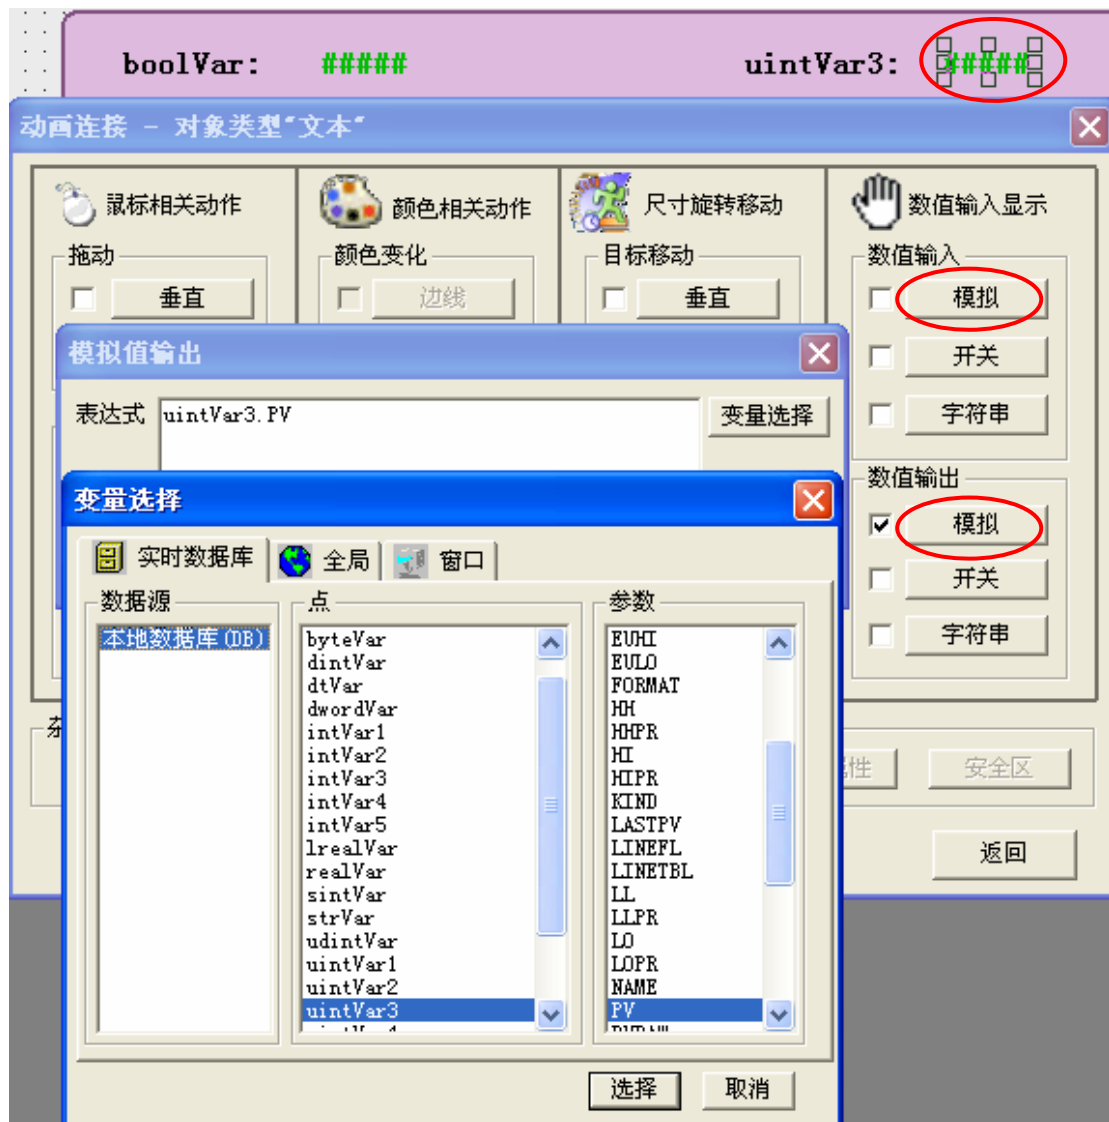 boolVar: ##### uintVar3: #####
动画连接 - 对象类型“文本”
鼠标相关动作 颜色相关动作 尺寸旋转移动 数值输入显示
拖动 颜色变化 目标移动 数值输入
垂直 边线 垂直 模拟
开关
字符串
数值输出
模拟
开关
字符串
模拟值输出
表达式 uintVar3.PV 变量选择
变量选择
实时数据库 全局 窗口
数据源 点 参数
本地数据库(DB)
byteVar
dintVar
dtVar
dwordVar
intVar1
intVar2
intVar3
intVar4
intVar5
lrealVar
realVar
sintVar
strVar
udintVar
uintVar1
uintVar2
uintVar3
EUHI
EULO
FORMAT
HH
HHPR
HI
HIPR
KIND
LASTPV
LINEFL
LINETBL
LL
LLPR
LO
LOPR
NAME
PV
性 安全区
返回
选择 取消